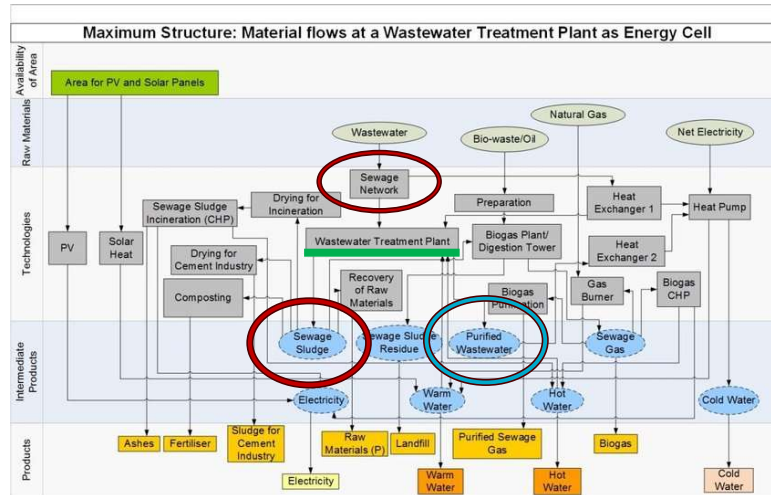 Maximum Structure: Material flows at a Wastewater Treatment Plant as Energy Cell
Availability
of Area
Area for PV and Solar Panels
Raw Materials
Wastewater
Bio-waste/Oil
Natural Gas
Net Electricity
Technologies
Sewage
Network
Drying for
Incineration
Sewage Sludge
Incineration (CHP)
Preparation
Heat
Exchanger 1
Heat Pump
PV
Solar
Heat
Wastewater Treatment Plant
Biogas Plant/
Digestion Tower
Heat
Exchanger 2
Drying for
Cement Industry
Recovery
of Raw
Materials
Composting
Biogas
Purification
Gas
Burner
Biogas
CHP
Intermediate
Products
Sewage
Sludge
Sewage Sludge
Residue
Purified
Wastewater
Sewage
Gas
Electricity
Warm
Water
Hot
Water
Cold Water
Products
Ashes
Fertiliser
Sludge for
Cement
Industry
Raw
Materials (P)
Landfill
Purified Sewage
Gas
Biogas
Electricity
Warm
Water
Hot
Water
Cold
Water